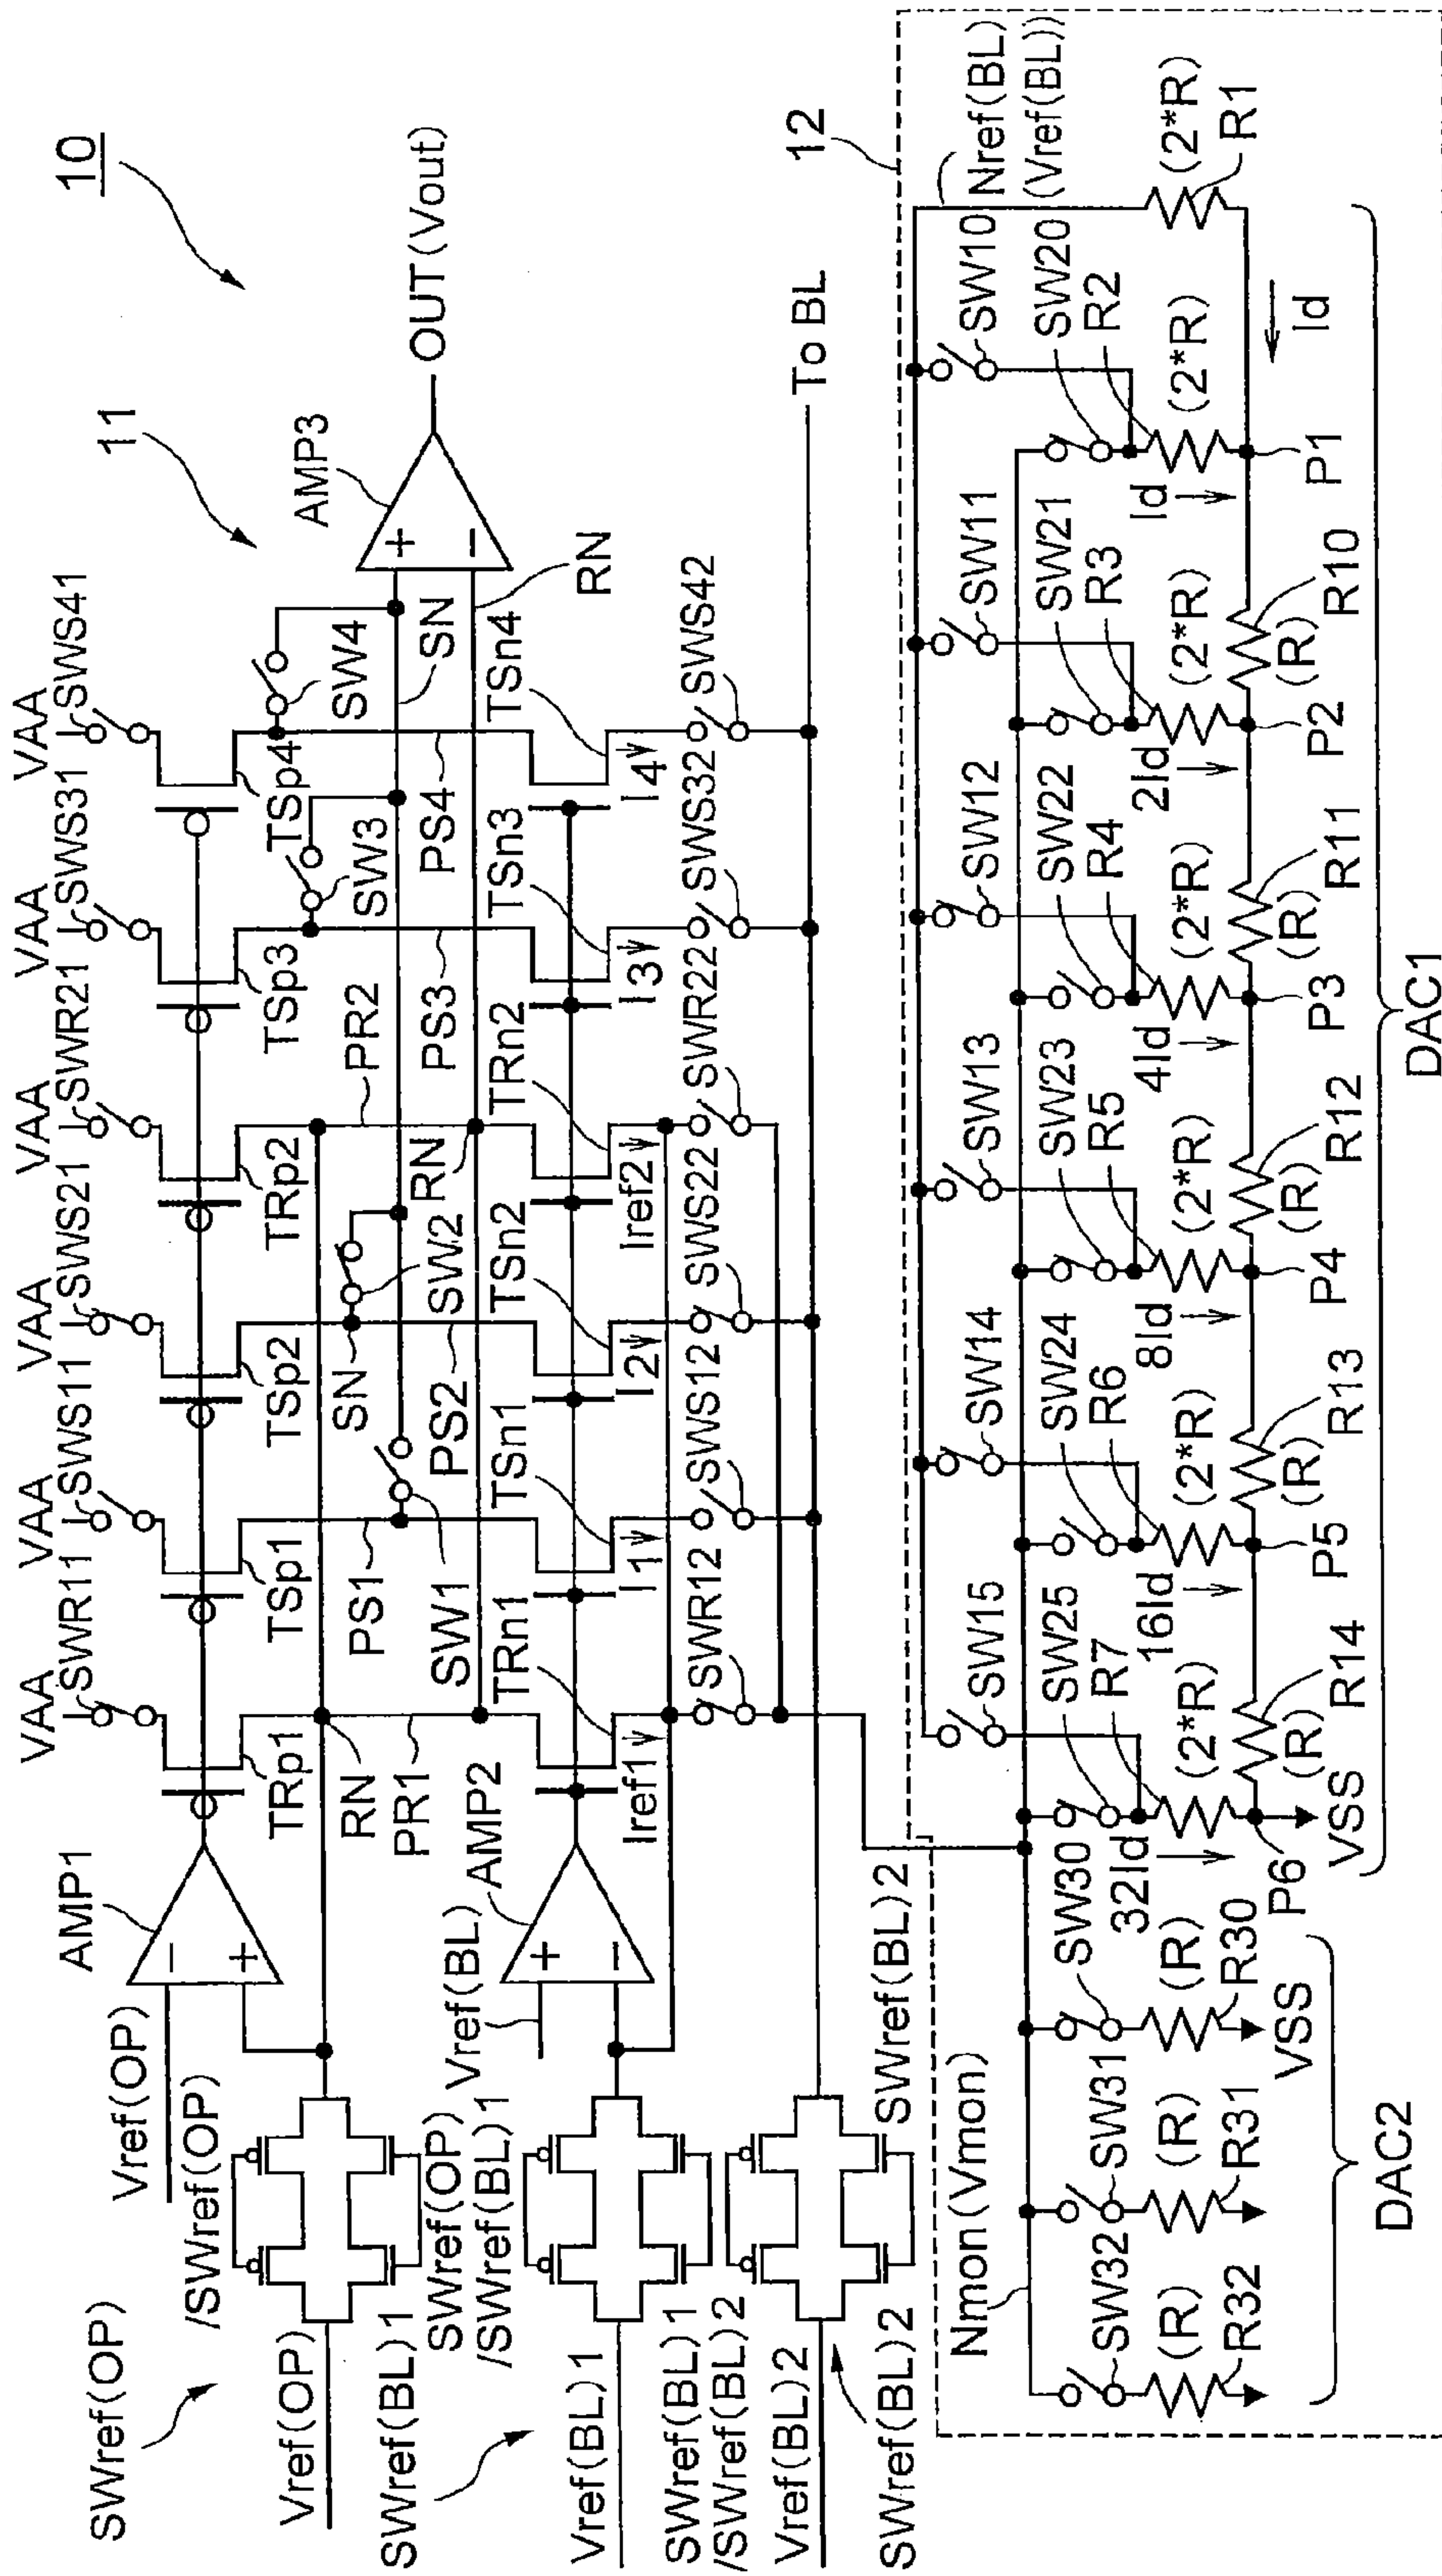 10
11
SWref(OP)
Vref(OP)
/SWref(OP)
Vref(OP)
SWref(OP)
AMP1
VAA
VAA
VAA
VAA
VAA
VAA
SWR11
SWS11
SWS21
SWR21
SWS31
SWS41
TRp1
TSp1
TSp2
TRp2
TSp3
TSp4
RN
PR1
PS1
SW1
SN
PS2
SW2
PR2
RN
PS3
SW3
PS4
SW4
SN
RN
AMP3
+
−
OUT(Vout)
−
+
SWref(BL)1
/SWref(BL)1
Vref(BL)1
SWref(BL)1
Vref(BL)
AMP2
+
−
TRn1
TSn1
TSn2
TRn2
TSn3
TSn4
Iref1
I1
I2
Iref2
I3
I4
SWR12
SWS12
SWS22
SWR22
SWS32
SWS42
/SWref(BL)2
Vref(BL)2
SWref(BL)2
SWref(BL)2
To BL
12
Nmon(Vmon)
Nref(BL)
(Vref(BL))
SW15
SW14
SW13
SW12
SW11
SW10
SW32
SW31
SW30
SW25
SW24
SW23
SW22
SW21
SW20
R7
R6
R5
R4
R3
R2
R1
(R)
(R)
(R)
(2*R)
(2*R)
(2*R)
(2*R)
(2*R)
(2*R)
(2*R)
R32
R31
R30
32Id
16Id
8Id
4Id
2Id
Id
Id
VSS
VSS
P6
P5
P4
P3
P2
P1
(R)
(R)
(R)
(R)
(R)
R14
R13
R12
R11
R10
DAC2
DAC1